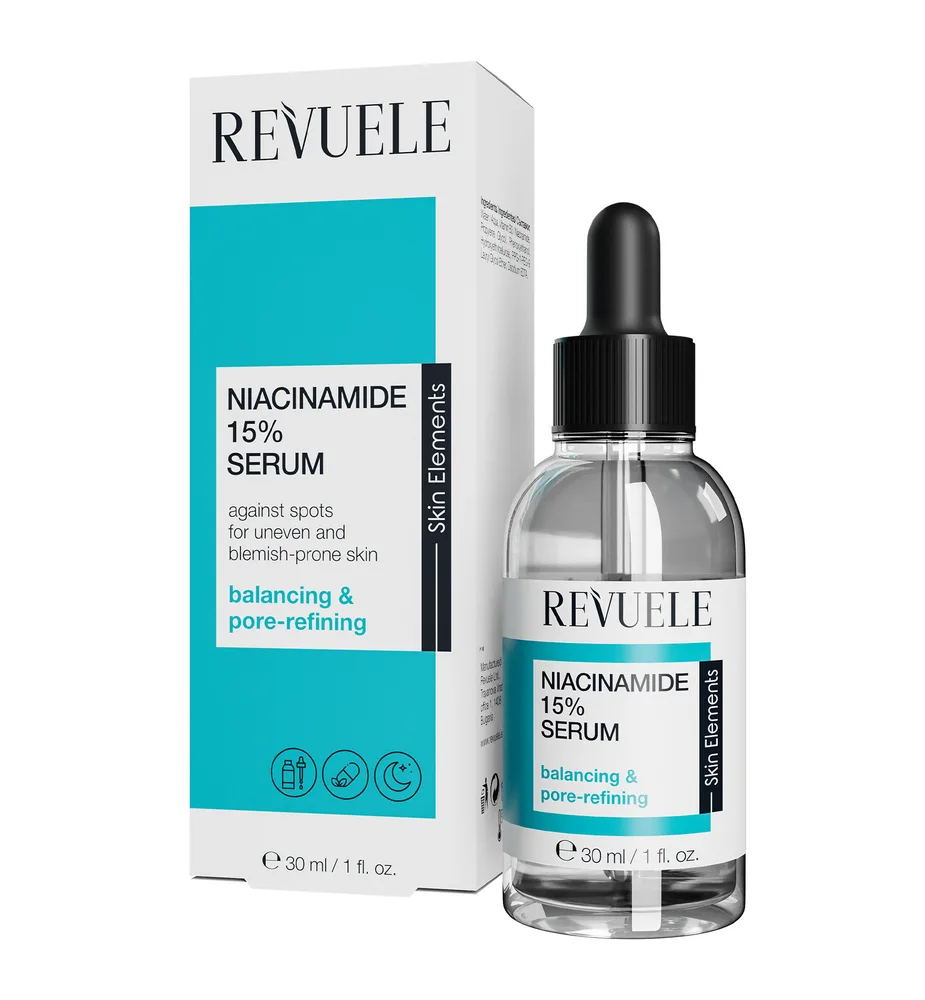 REVUELE
NIACINAMIDE
15%
SERUM
against spots
for uneven and
blemish-prone skin
balancing &
pore-refining
Skin Elements
℮ 30 ml / 1 fl. oz.
REVUELE
NIACINAMIDE
15%
SERUM
balancing &
pore-refining
Skin Elements
℮ 30 ml / 1 fl. oz.